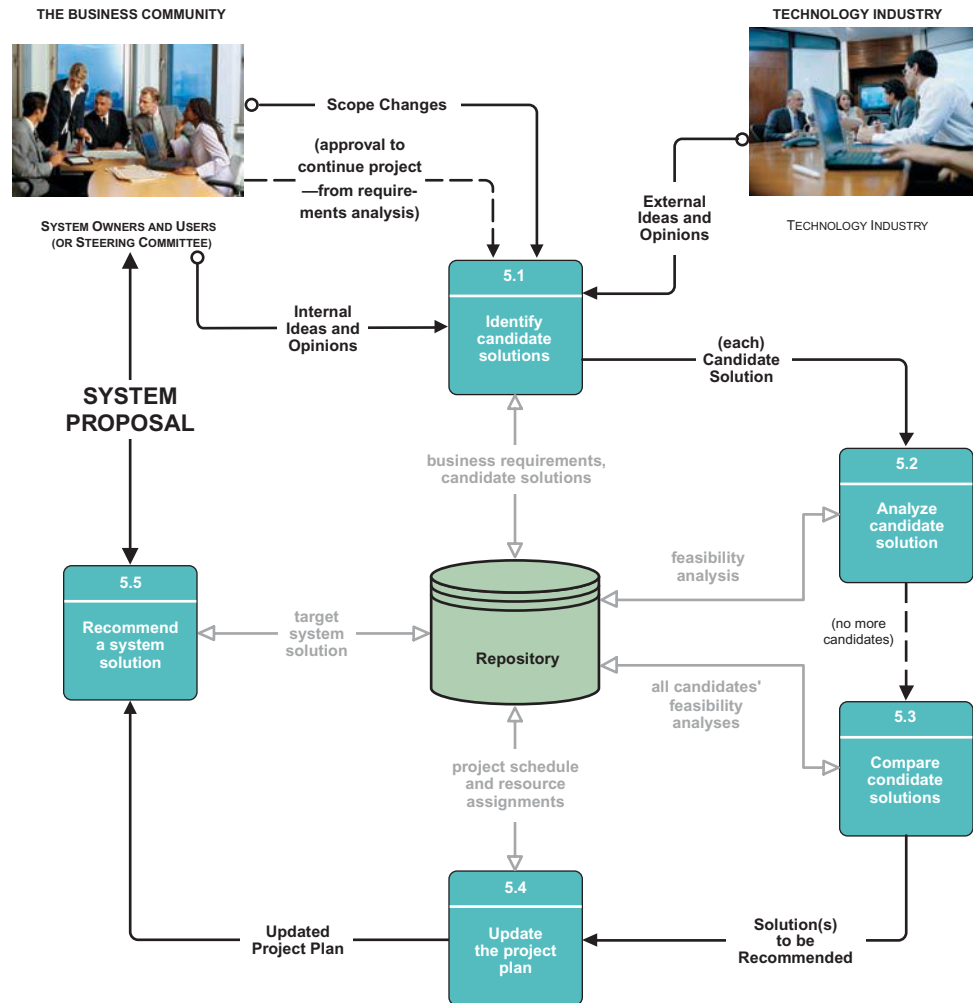 THE BUSINESS COMMUNITY
TECHNOLOGY INDUSTRY
Scope Changes
(approval to
continue project
—from require-
ments analysis)
External
Ideas and
Opinions
SYSTEM OWNERS AND USERS
(OR STEERING COMMITTEE)
TECHNOLOGY INDUSTRY
5.1
Identify
candidate
solutions
Internal
Ideas and
Opinions
(each)
Candidate
Solution
SYSTEM
PROPOSAL
business requirements,
candidate solutions
5.2
Analyze
candidate
solution
feasibility
analysis
5.5
Recommend
a system
solution
target
system
solution
Repository
(no more
candidates)
all candidates'
feasibility
analyses
5.3
Compare
condidate
solutions
project schedule
and resource
assignments
5.4
Update
the project
plan
Updated
Project Plan
Solution(s)
to be
Recommended